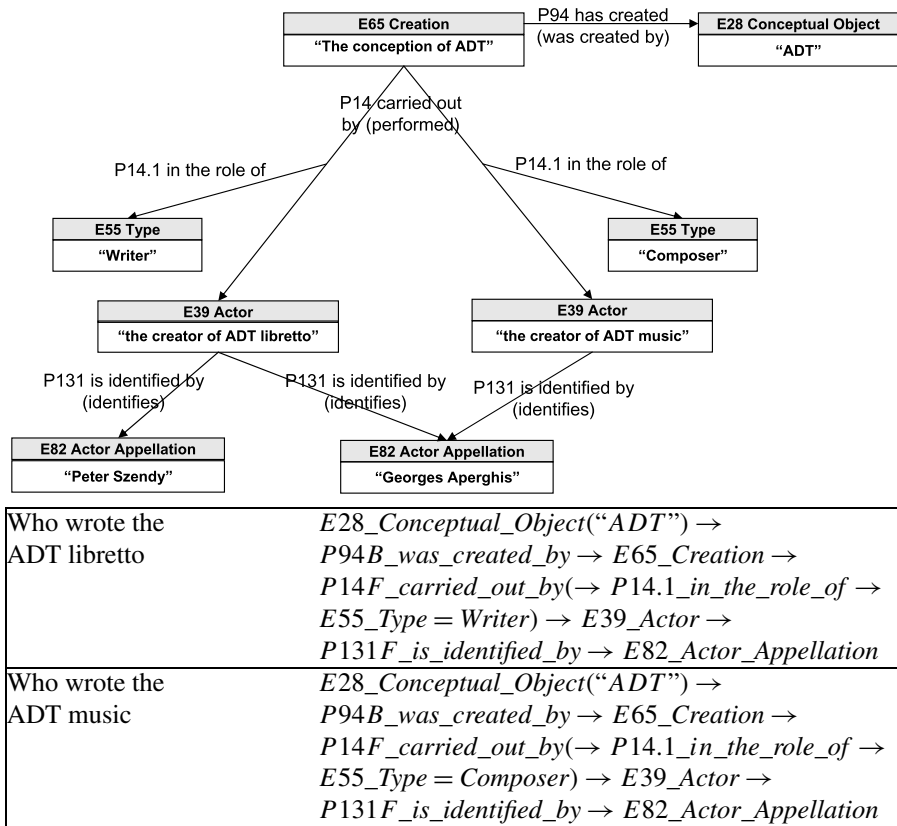 E65 Creation
"The conception of ADT"
P94 has created
(was created by)
E28 Conceptual Object
"ADT"
P14 carried out
by (performed)
P14.1 in the role of
P14.1 in the role of
E55 Type
"Writer"
E55 Type
"Composer"
E39 Actor
"the creator of ADT libretto"
E39 Actor
"the creator of ADT music"
P131 is identified by
(identifies)
P131 is identified by
(identifies)
P131 is identified by
(identifies)
E82 Actor Appellation
"Peter Szendy"
E82 Actor Appellation
"Georges Aperghis"
Who wrote the
ADT libretto
E28_Conceptual_Object("ADT") →
P94B_was_created_by → E65_Creation →
P14F_carried_out_by(→ P14.1_in_the_role_of →
E55_Type = Writer) → E39_Actor →
P131F_is_identified_by → E82_Actor_Appellation
Who wrote the
ADT music
E28_Conceptual_Object("ADT") →
P94B_was_created_by → E65_Creation →
P14F_carried_out_by(→ P14.1_in_the_role_of →
E55_Type = Composer) → E39_Actor →
P131F_is_identified_by → E82_Actor_Appellation